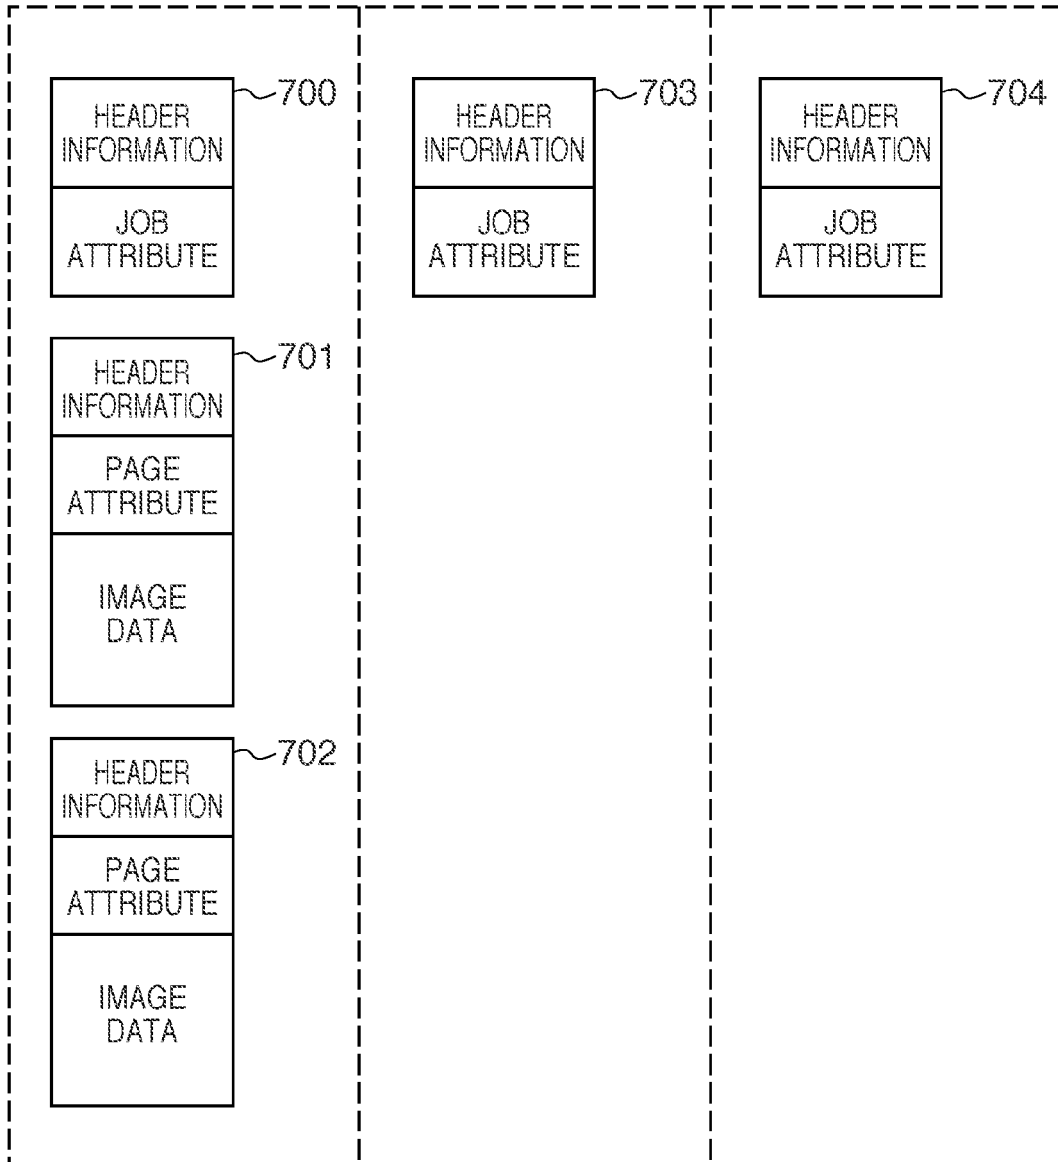 HEADER
INFORMATION
700
JOB
ATTRIBUTE
HEADER
INFORMATION
701
PAGE
ATTRIBUTE
IMAGE
DATA
HEADER
INFORMATION
702
PAGE
ATTRIBUTE
IMAGE
DATA
HEADER
INFORMATION
703
JOB
ATTRIBUTE
HEADER
INFORMATION
704
JOB
ATTRIBUTE